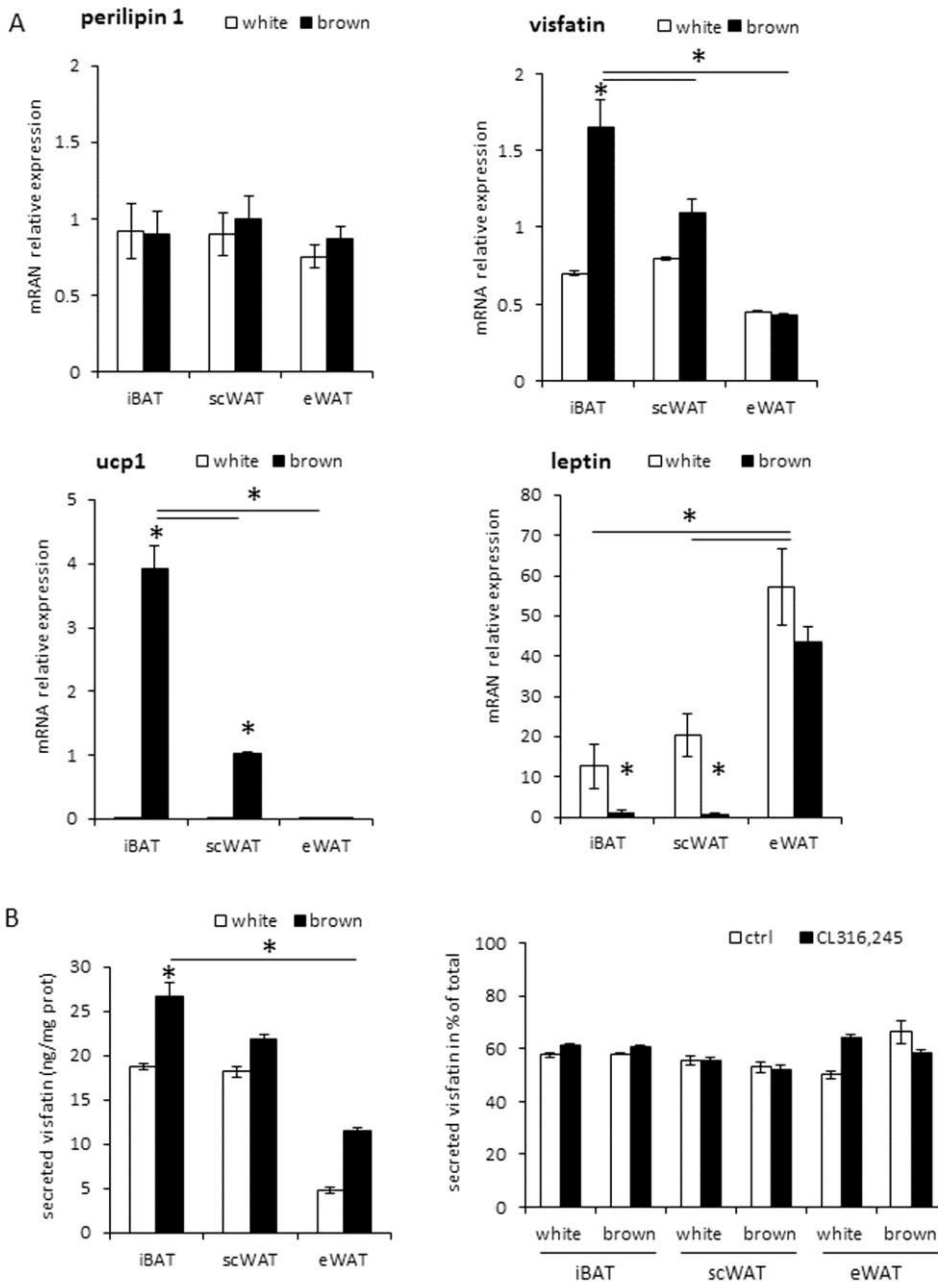 A
perilipin 1
white brown
mRAN relative expression
2
1.5
1
0.5
0
iBAT scWAT eWAT
visfatin
white brown
mRNA relative expression
2
1.5
1
0.5
0
*
*
iBAT scWAT eWAT
ucp1
white brown
mRNA relative expression
5
4
3
2
1
0
*
*
*
iBAT scWAT eWAT
leptin
white brown
mRAN relative expression
80
70
60
50
40
30
20
10
0
*
* *
iBAT scWAT eWAT
B
white brown
secreted visfatin (ng/mg prot)
30
25
20
15
10
5
0
*
*
iBAT scWAT eWAT
ctrl CL316,245
secreted visfatin in % of total
100
80
60
40
20
0
white brown white brown white brown
iBAT scWAT eWAT